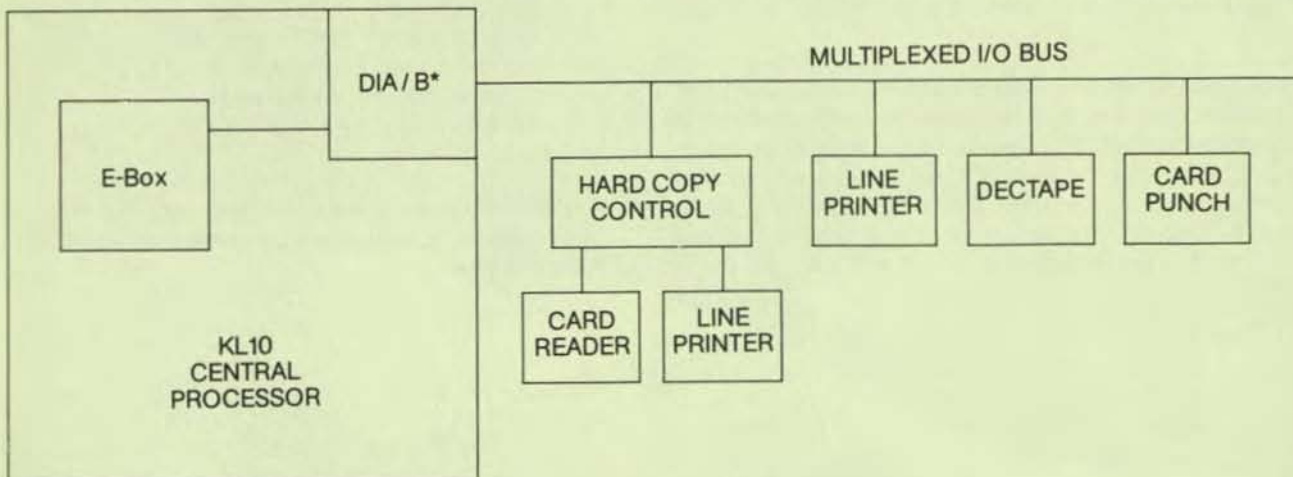 DIA / B*
MULTIPLEXED I/O BUS
E-Box
HARD COPY
CONTROL
LINE
PRINTER
DECTAPE
CARD
PUNCH
CARD
READER
LINE
PRINTER
KL10
CENTRAL
PROCESSOR